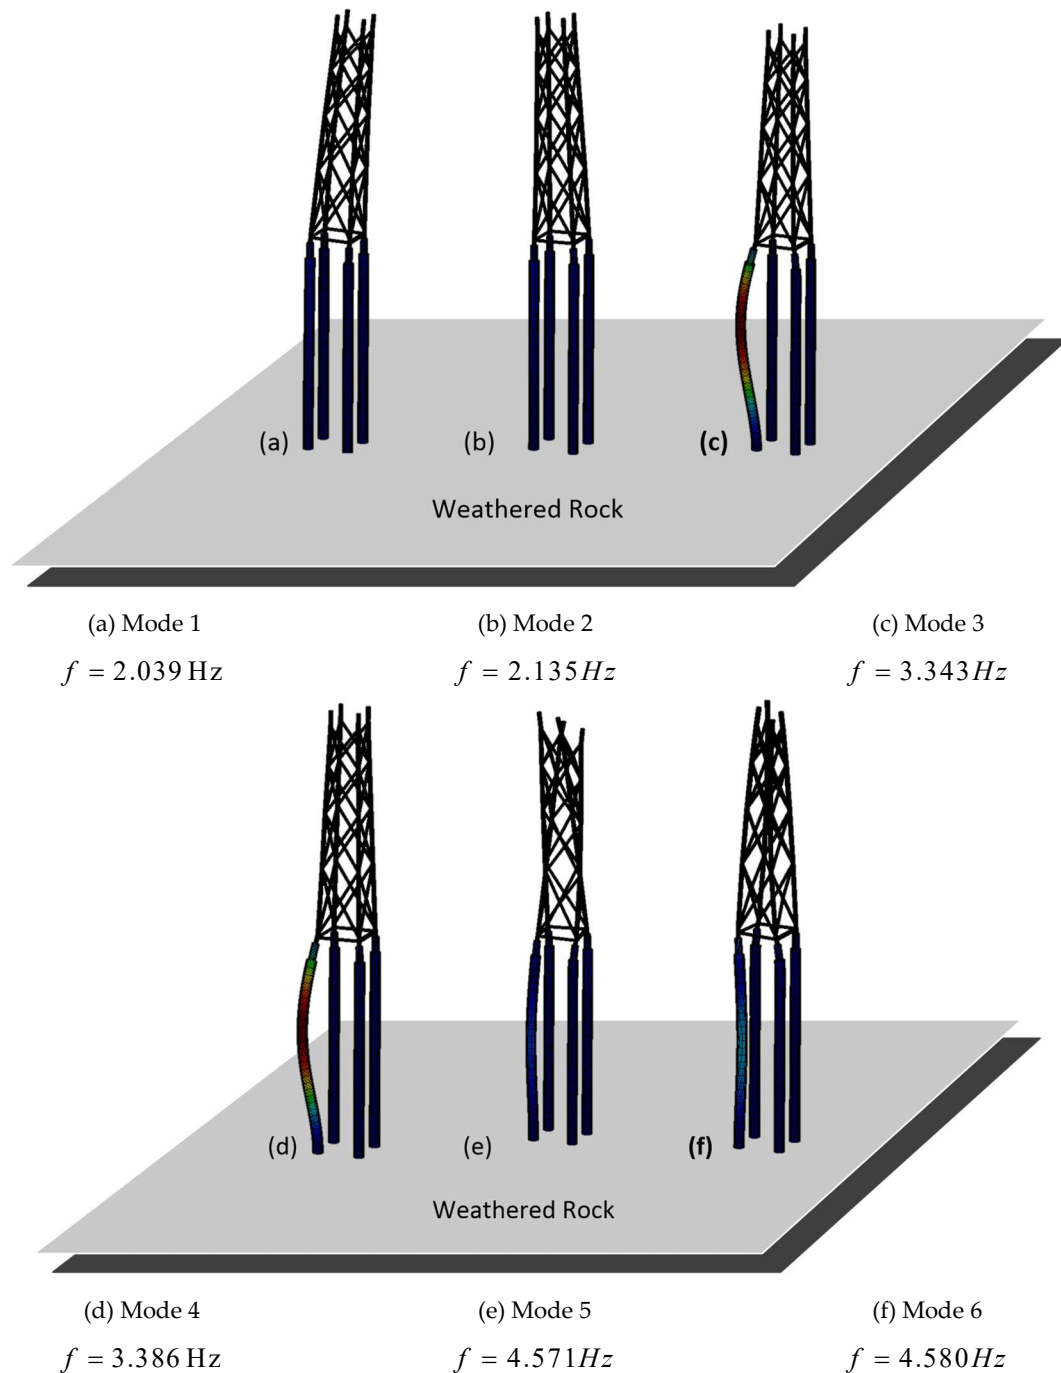 (a) (b) (c)
Weathered Rock
(a) Mode 1 (b) Mode 2 (c) Mode 3
f = 2.039 Hz f = 2.135Hz f = 3.343Hz
(d) (e) (f)
Weathered Rock
(d) Mode 4 (e) Mode 5 (f) Mode 6
f = 3.386 Hz f = 4.571Hz f = 4.580Hz